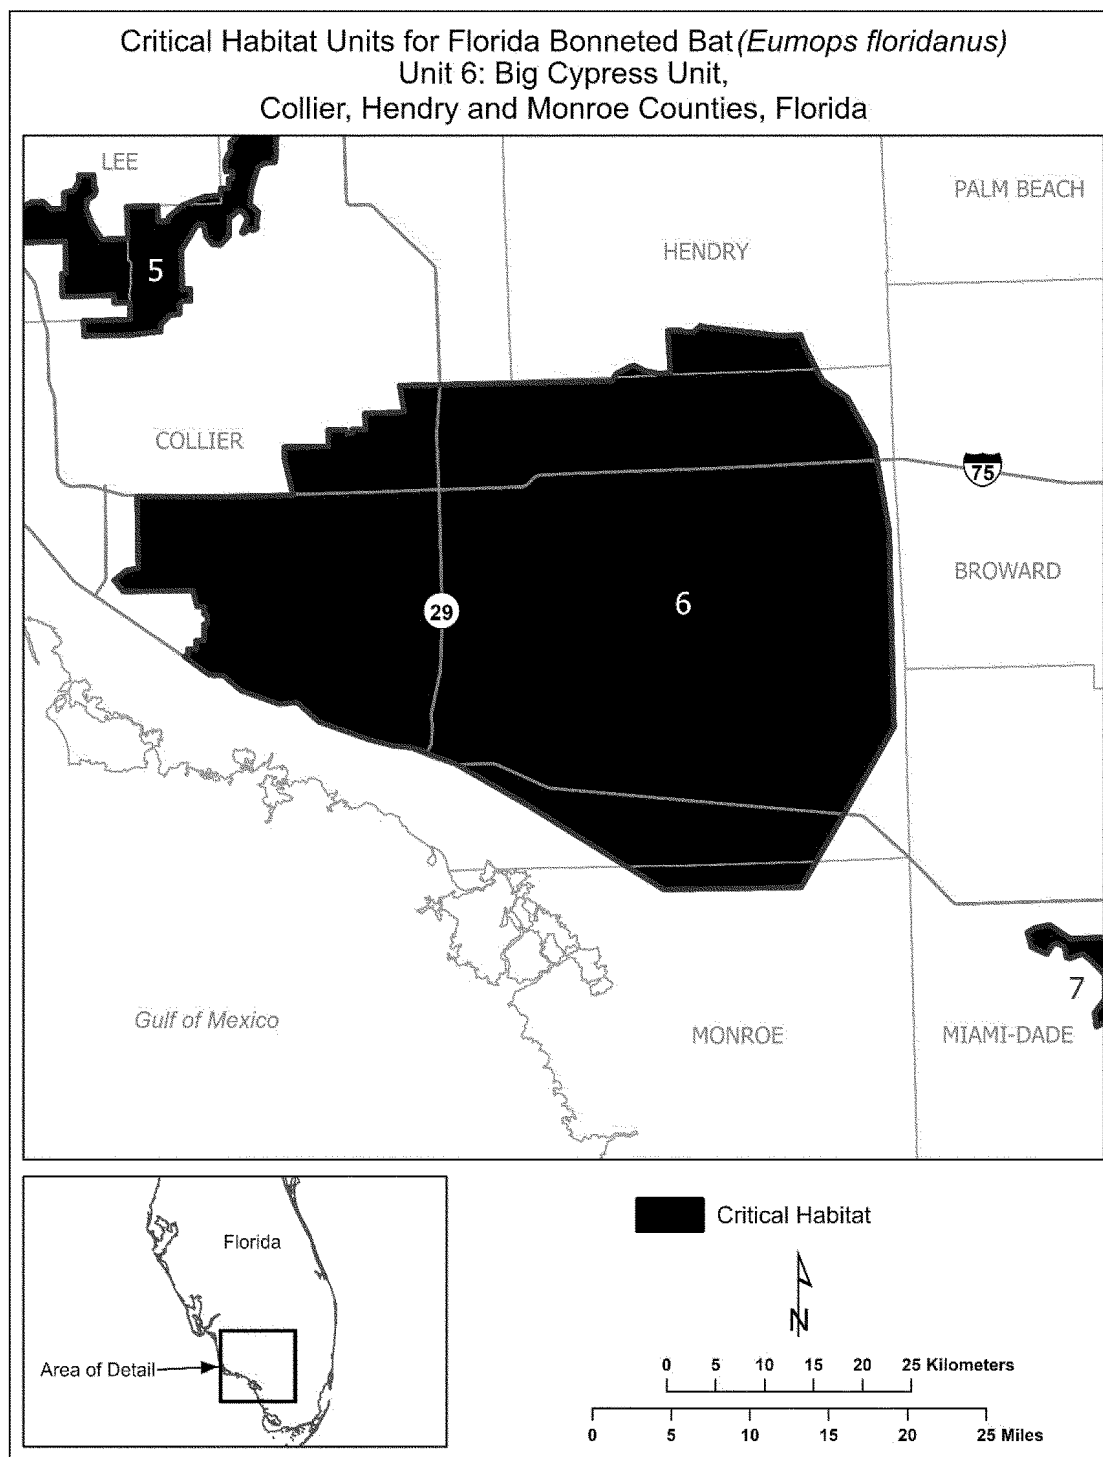 Critical Habitat Units for Florida Bonneted Bat (Eumops floridanus)
Unit 6: Big Cypress Unit,
Collier, Hendry and Monroe Counties, Florida
LEE
PALM BEACH
HENDRY
5
COLLIER
75
BROWARD
6
29
7
Gulf of Mexico
MONROE
MIAMI-DADE
Florida
Area of Detail
Critical Habitat
N
0 5 10 15 20 25 Kilometers
0 5 10 15 20 25 Miles